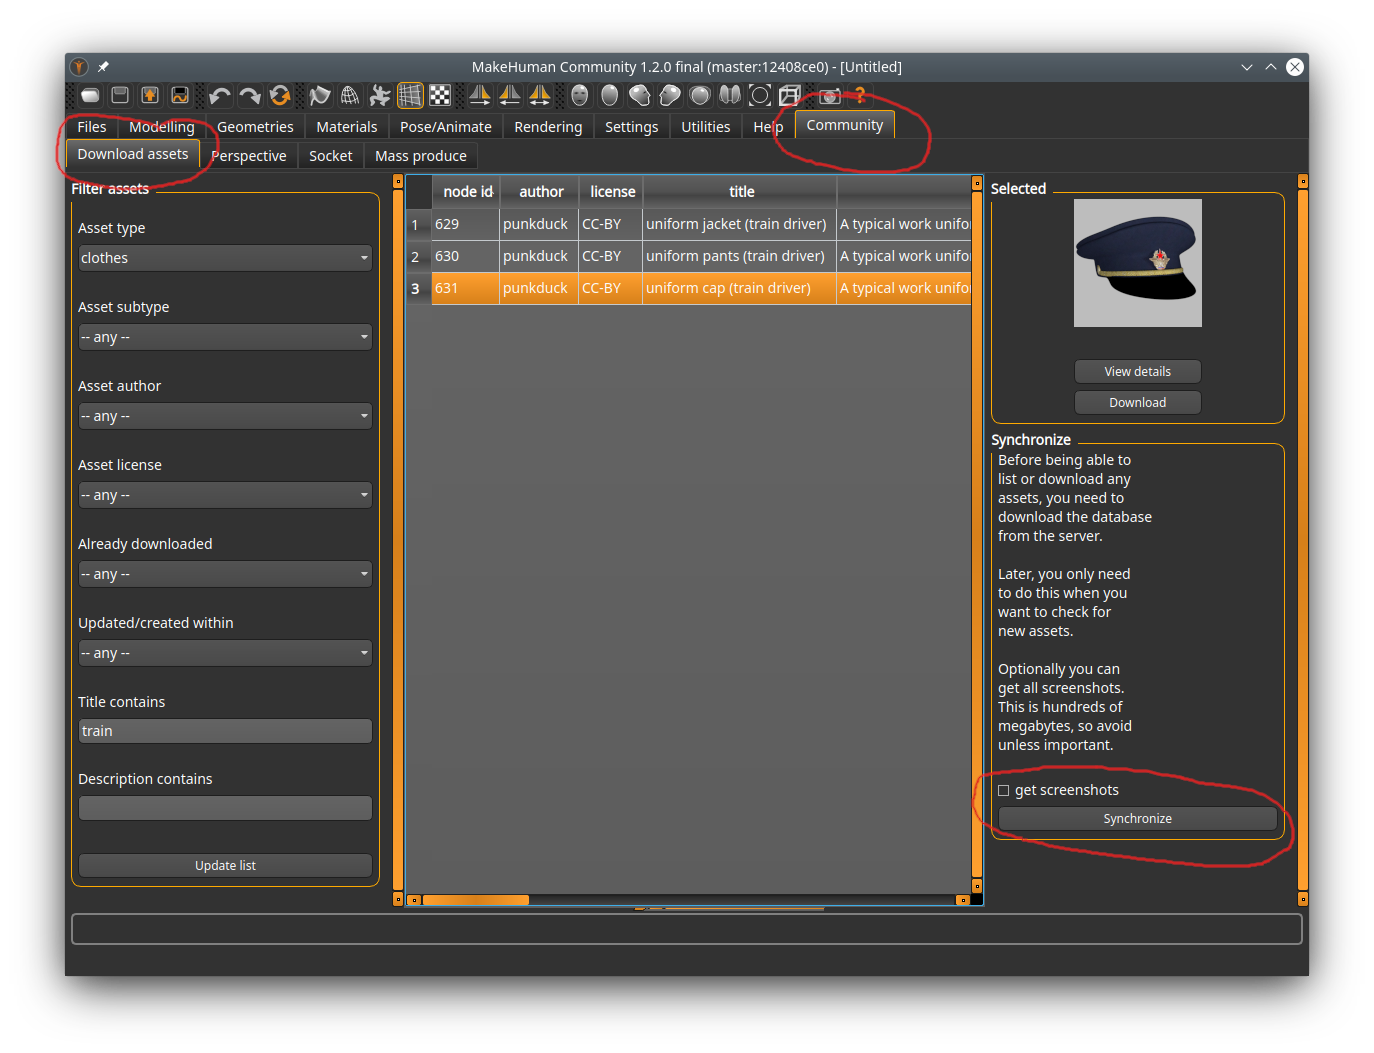 MakeHuman Community 1.2.0 final (master:12408ce0) - [Untitled]
Files Modelling Geometries Materials Pose/Animate Rendering Settings Utilities Help Community
Download assets Perspective Socket Mass produce
Filter assets
Asset type
clothes
Asset subtype
-- any --
Asset author
-- any --
Asset license
-- any --
Already downloaded
-- any --
Updated/created within
-- any --
Title contains
train
Description contains
Update list
node id author license title
1 629 punkduck CC-BY uniform jacket (train driver) A typical work unifo
2 630 punkduck CC-BY uniform pants (train driver) A typical work unifo
3 631 punkduck CC-BY uniform cap (train driver) A typical work unifo
Selected
View details
Download
Synchronize
Before being able to
list or download any
assets, you need to
download the database
from the server.
Later, you only need
to do this when you
want to check for
new assets.
Optionally you can
get all screenshots.
This is hundreds of
megabytes, so avoid
unless important.
get screenshots
Synchronize